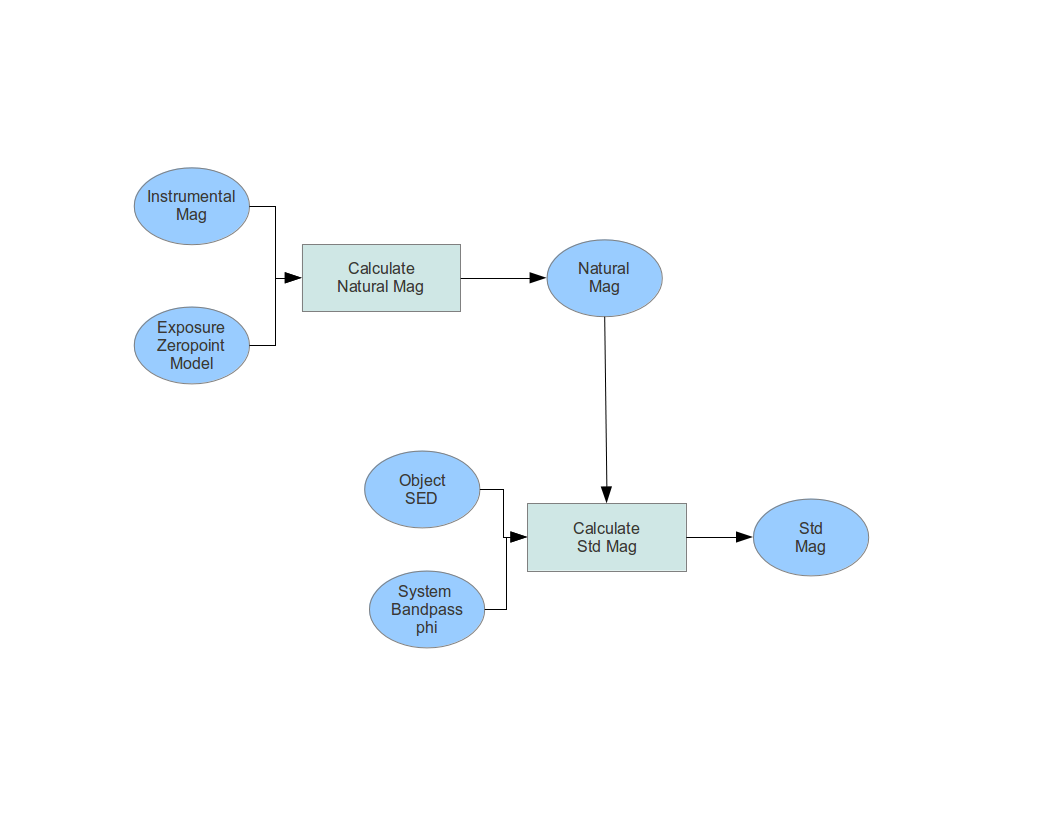 Instrumental
Mag
Exposure
Zeropoint
Model
Calculate
Natural Mag
Natural
Mag
Object
SED
System
Bandpass
phi
Calculate
Std Mag
Std
Mag